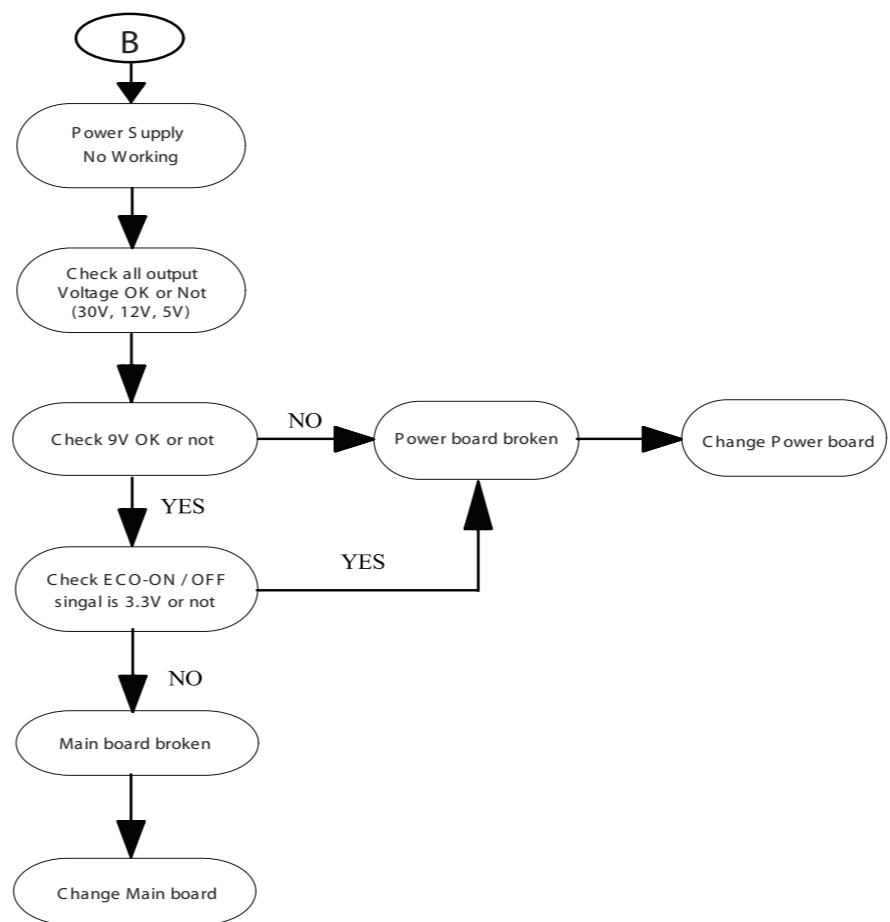 B
Power Supply
No Working
Check all output
Voltage OK or Not
(30V, 12V, 5V)
Check 9V OK or not
NO
Power board broken
Change Power board
YES
Check ECO-ON / OFF
singal is 3.3V or not
YES
NO
Main board broken
Change Main board